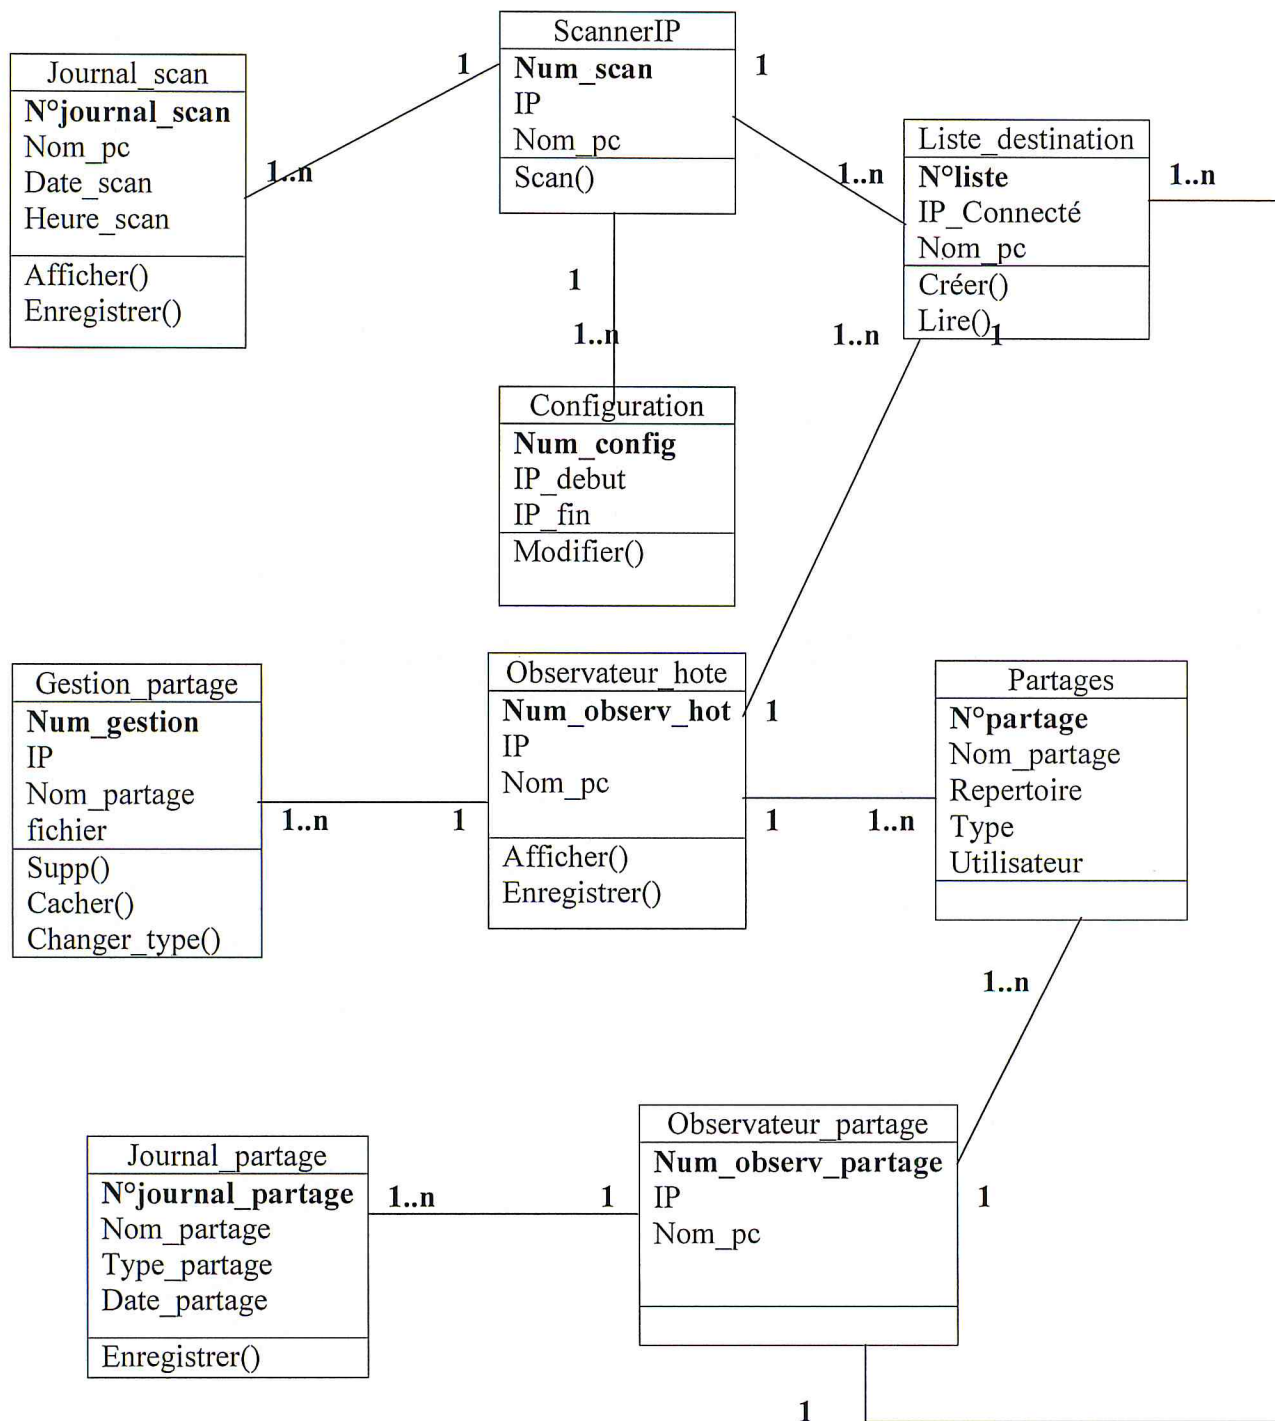 ScannerIP
Num_scan
IP
Nom_pc
Scan()
1
1
Journal_scan
N°journal_scan
Nom_pc
Date_scan
Heure_scan
Afficher()
Enregistrer()
1..n
Liste_destination
N°liste
IP_Connecté
Nom_pc
Créer()
Lire()
1..n
1..n
1
1..n
1..n
1
Configuration
Num_config
IP_debut
IP_fin
Modifier()
Gestion_partage
Num_gestion
IP
Nom_partage
fichier
Supp()
Cacher()
Changer_type()
1..n
1
Observateur_hote
Num_observ_hot
IP
Nom_pc
Afficher()
Enregistrer()
1
1
1..n
Partages
N°partage
Nom_partage
Repertoire
Type
Utilisateur
1..n
Journal_partage
N°journal_partage
Nom_partage
Type_partage
Date_partage
Enregistrer()
1..n
1
Observateur_partage
Num_observ_partage
IP
Nom_pc
1
1